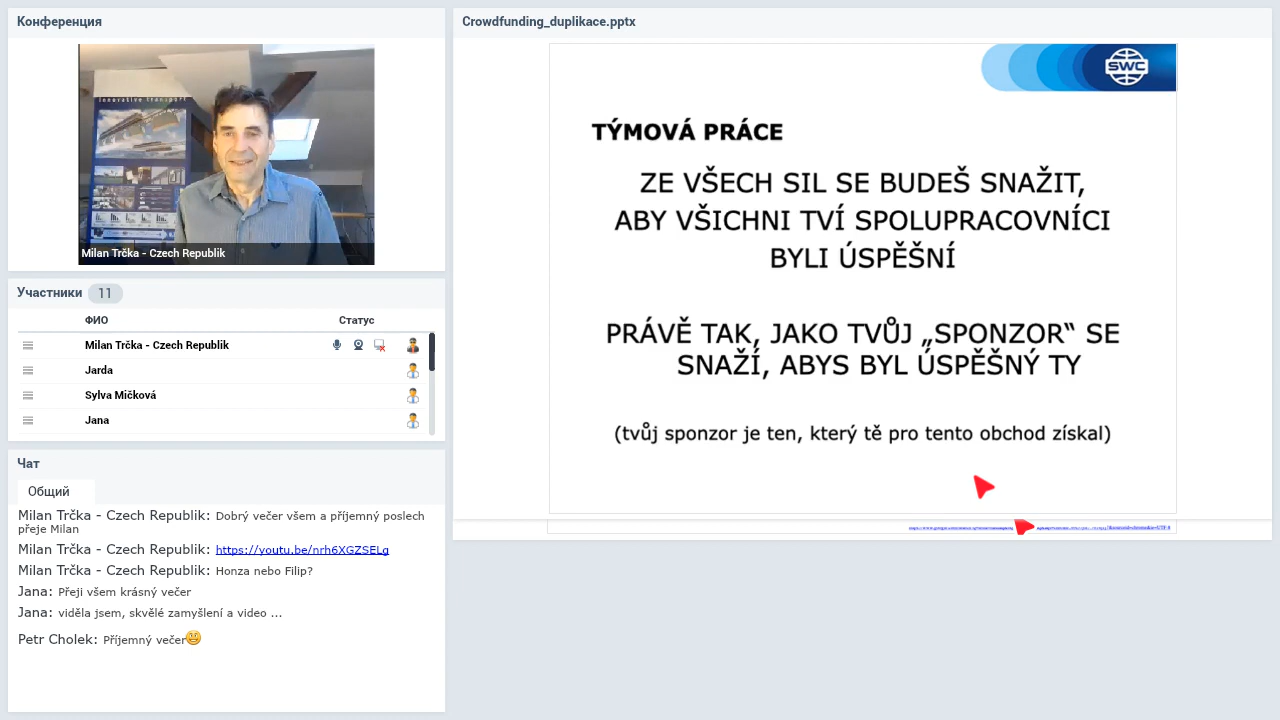 Конференция
Innovative transport
Milan Trčka - Czech Republik
Участники 11
ФИО Статус
Milan Trčka - Czech Republik
Jarda
Sylva Mičková
Jana
Чат
Общий
Milan Trčka - Czech Republik: Dobrý večer všem a příjemný poslech
přeje Milan
Milan Trčka - Czech Republik: https://youtu.be/nrh6XGZSELg
Milan Trčka - Czech Republik: Honza nebo Filip?
Jana: Přeji všem krásný večer
Jana: viděla jsem, skvělé zamyšlení a video ...
Petr Cholek: Příjemný večer
Crowdfunding_duplikace.pptx
SWC
TÝMOVÁ PRÁCE
ZE VŠECH SIL SE BUDEŠ SNAŽIT,
ABY VŠICHNI TVÍ SPOLUPRACOVNÍCI
BYLI ÚSPĚŠNÍ
PRÁVĚ TAK, JAKO TVŮJ „SPONZOR“ SE
SNAŽÍ, ABYS BYL ÚSPĚŠNÝ TY
(tvůj sponzor je ten, který tě pro tento obchod získal)